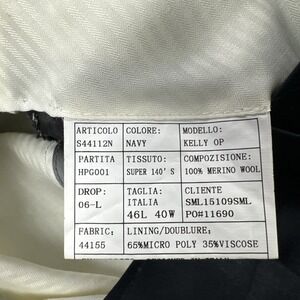 ARTICOLO COLORE: MODELLO:
S44112N NAVY KELLY OP
PARTITA TISSUTO: COMPOZISIONE:
HPG001 SUPER 140'S 100% MERINO WOOL
DROP: TAGLIA: CLIENTE
06-L ITALIA SML15109SML
46L 40W PO#11690
FABRIC: LINING/DOUBLURE:
44155 65%MICRO POLY 35%VISCOSE